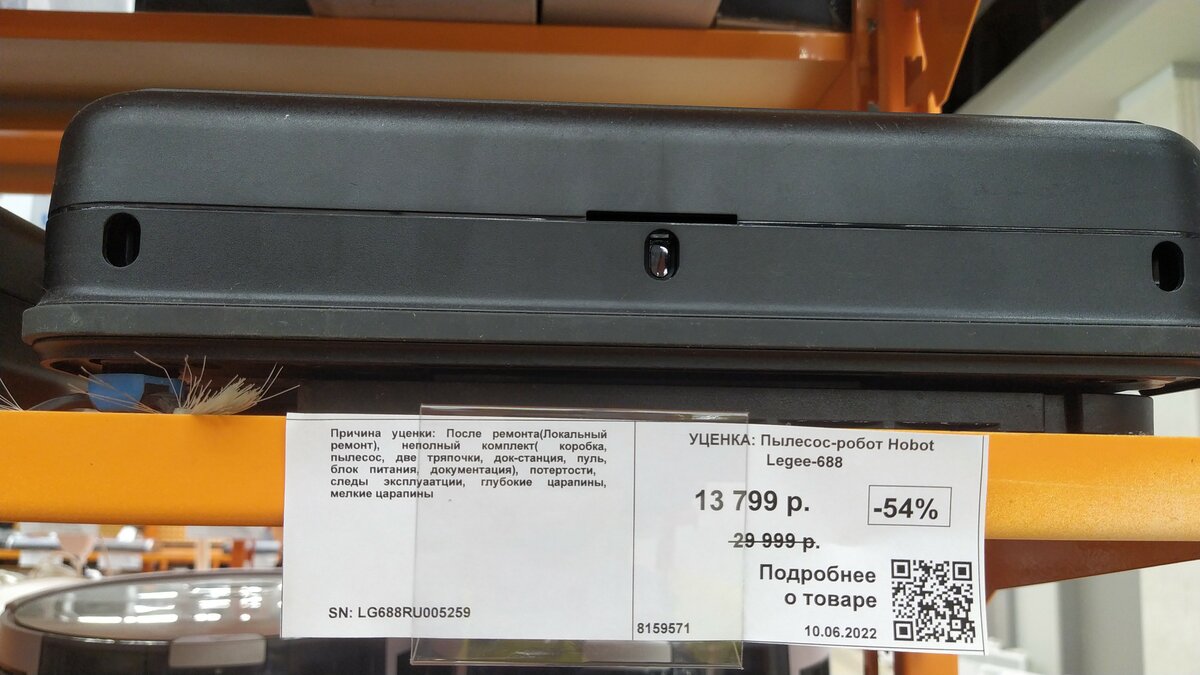 Причина уценки: После ремонта(Локальный
ремонт), неполный комплект( коробка,
пылесос, две тряпочки, док-станция, пуль,
блок питания, документация), потертости,
следы эксплуаатции, глубокие царапины,
мелкие царапины
SN: LG688RU005259
УЦЕНКА: Пылесос-робот Hobot
Legee-688
13 799 р.
-54%
29 999 р.
Подробнее
о товаре
8159571
10.06.2022